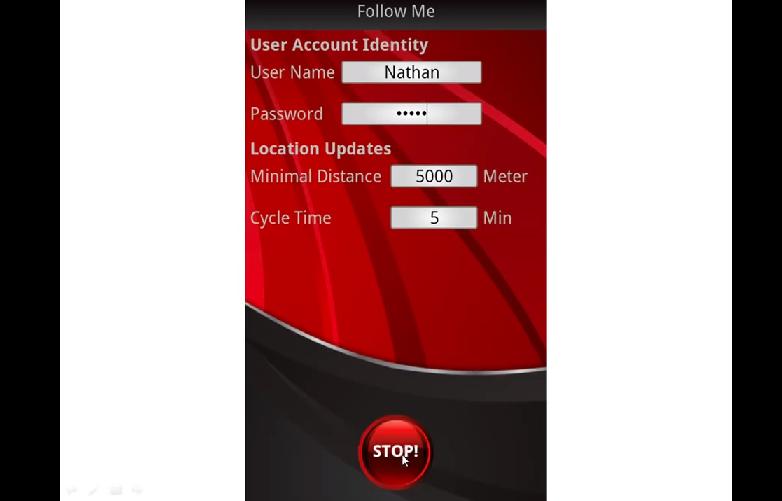 Follow Me
User Account Identity
User Name Nathan
Password •••••
Location Updates
Minimal Distance 5000 Meter
Cycle Time 5 Min
STOP!